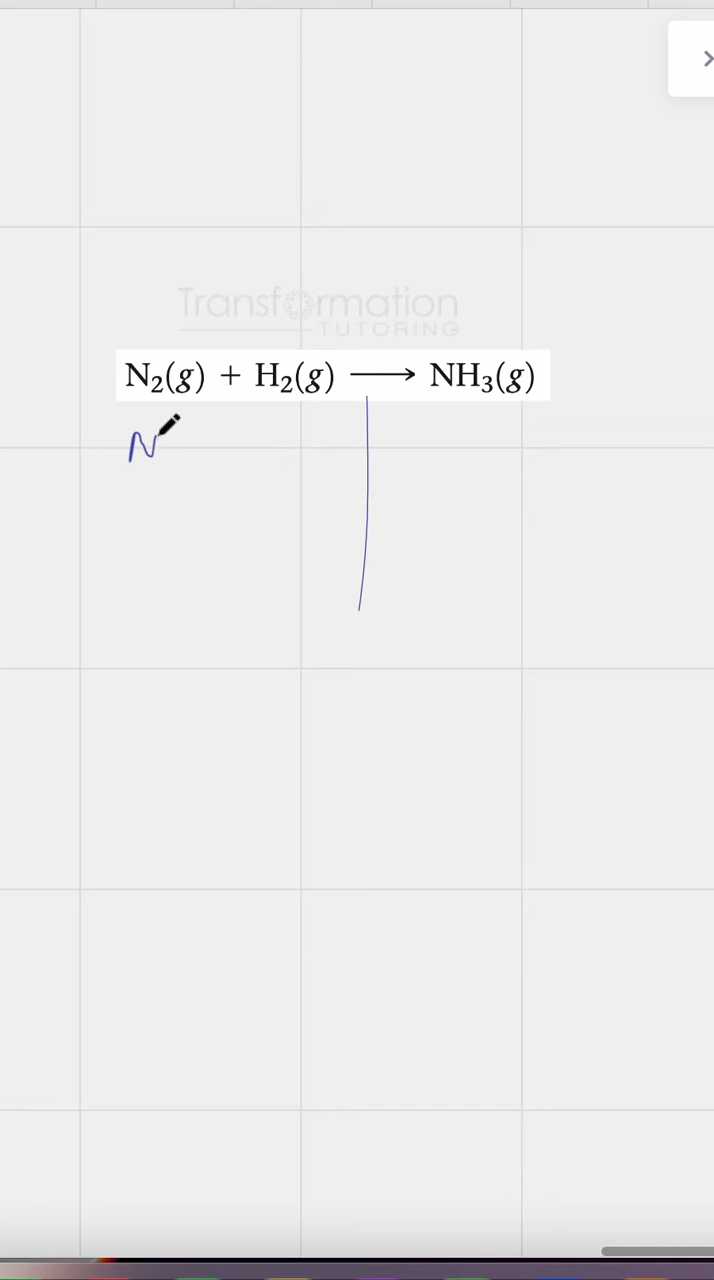 Transformation
TUTORING
N₂(g) + H₂(g) ⟶ NH₃(g)
N